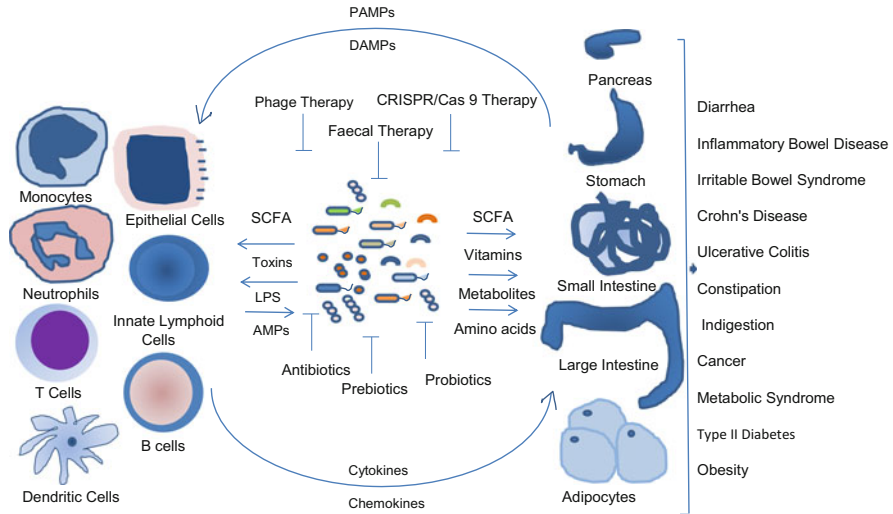 PAMPs
DAMPs
Phage Therapy
CRISPR/Cas 9 Therapy
Faecal Therapy
Monocytes
Epithelial Cells
Neutrophils
Innate Lymphoid
Cells
T Cells
B cells
Dendritic Cells
SCFA
Toxins
LPS
AMPs
SCFA
Vitamins
Metabolites
Amino acids
Antibiotics
Prebiotics
Probiotics
Cytokines
Chemokines
Pancreas
Stomach
Small Intestine
Large Intestine
Adipocytes
Diarrhea
Inflammatory Bowel Disease
Irritable Bowel Syndrome
Crohn's Disease
Ulcerative Colitis
Constipation
Indigestion
Cancer
Metabolic Syndrome
Type II Diabetes
Obesity